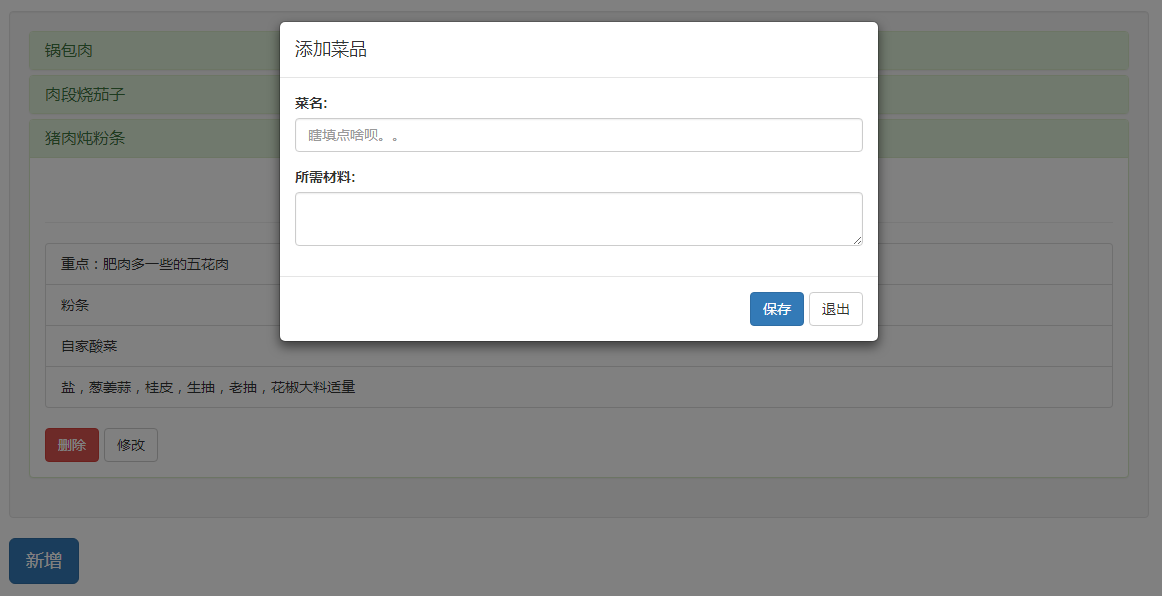 锅包肉
肉段烧茄子
猪肉炖粉条
添加菜品
菜名:
瞎填点啥呗。。
所需材料:
保存 退出
重点：肥肉多一些的五花肉
粉条
自家酸菜
盐，葱姜蒜，桂皮，生抽，老抽，花椒大料适量
删除 修改
新增